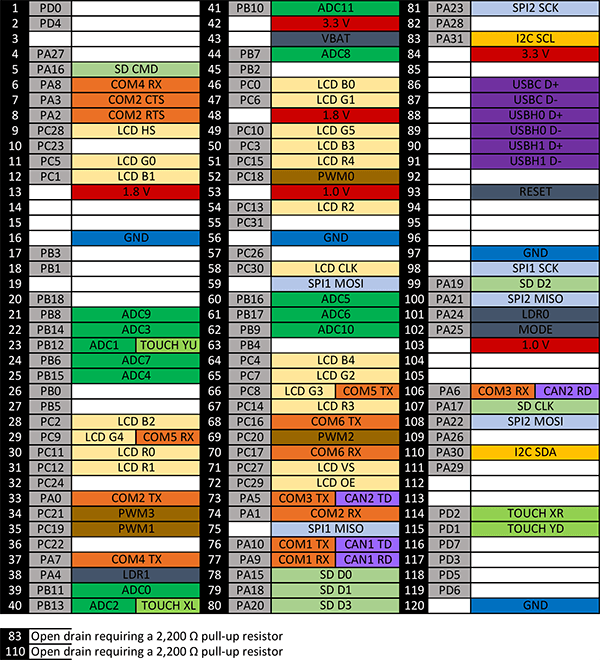 1 PD0
2 PD4
3
4 PA27
5 PA16 SD CMD
6 PA8 COM4 RX
7 PA3 COM2 CTS
8 PA2 COM2 RTS
9 PC28 LCD HS
10 PC23
11 PC5 LCD G0
12 PC1 LCD B1
13 1.8 V
14
15
16 GND
17 PB3
18 PB1
19
20 PB18
21 PB8 ADC9
22 PB14 ADC3
23 PB12 ADC1 TOUCH YU
24 PB6 ADC7
25 PB15 ADC4
26 PB0
27 PB5
28 PC2 LCD B2
29 PC9 LCD G4 COM5 RX
30 PC11 LCD R0
31 PC12 LCD R1
32 PC24
33 PA0 COM2 TX
34 PC21 PWM3
35 PC19 PWM1
36 PC22
37 PA7 COM4 TX
38 PA4 LDR1
39 PB11 ADC0
40 PB13 ADC2 TOUCH XL
41 PB10 ADC11
42 3.3 V
43 VBAT
44 PB7 ADC8
45 PB2
46 PC0 LCD B0
47 PC6 LCD G1
48 1.8 V
49 PC10 LCD G5
50 PC3 LCD B3
51 PC15 LCD R4
52 PC18 PWM0
53 1.0 V
54 PC13 LCD R2
55 PC31
56 GND
57 PC26
58 PC30 LCD CLK
59 SPI1 MOSI
60 PB16 ADC5
61 PB17 ADC6
62 PB9 ADC10
63 PB4
64 PC4 LCD B4
65 PC7 LCD G2
66 PC8 LCD G3 COM5 TX
67 PC14 LCD R3
68 PC16 COM6 TX
69 PC20 PWM2
70 PC17 COM6 RX
71 PC27 LCD VS
72 PC29 LCD OE
73 PA5 COM3 TX CAN2 TD
74 PA1 COM2 RX
75 SPI1 MISO
76 PA10 COM1 TX CAN1 TD
77 PA9 COM1 RX CAN1 RD
78 PA15 SD D0
79 PA18 SD D1
80 PA20 SD D3
81 PA23 SPI2 SCK
82 PA28
83 PA31 I2C SCL
84 3.3 V
85
86 USBC D+
87 USBC D-
88 USBH0 D+
89 USBH0 D-
90 USBH1 D+
91 USBH1 D-
92
93 RESET
94
95
96
97 GND
98 SPI1 SCK
99 PA19 SD D2
100 PA21 SPI2 MISO
101 PA24 LDR0
102 PA25 MODE
103 1.0 V
104
105
106 PA6 COM3 RX CAN2 RD
107 PA17 SD CLK
108 PA22 SPI2 MOSI
109 PA26
110 PA30 I2C SDA
111 PA29
112
113
114 PD2 TOUCH XR
115 PD1 TOUCH YD
116 PD7
117 PD3
118 PD5
119 PD6
120 GND
83 Open drain requiring a 2,200 Ω pull-up resistor
110 Open drain requiring a 2,200 Ω pull-up resistor